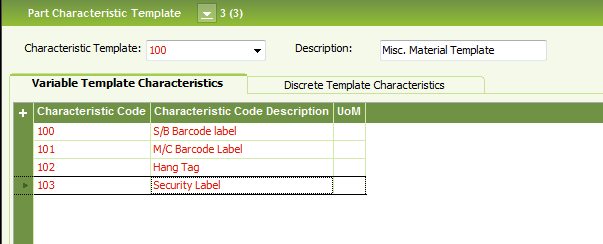 Part Characteristic Template 3 (3)
Characteristic Template: 100 Description: Misc. Material Template
Variable Template Characteristics Discrete Template Characteristics
+ Characteristic Code Characteristic Code Description UoM
100 S/B Barcode label
101 M/C Barcode Label
102 Hang Tag
103 Security Label